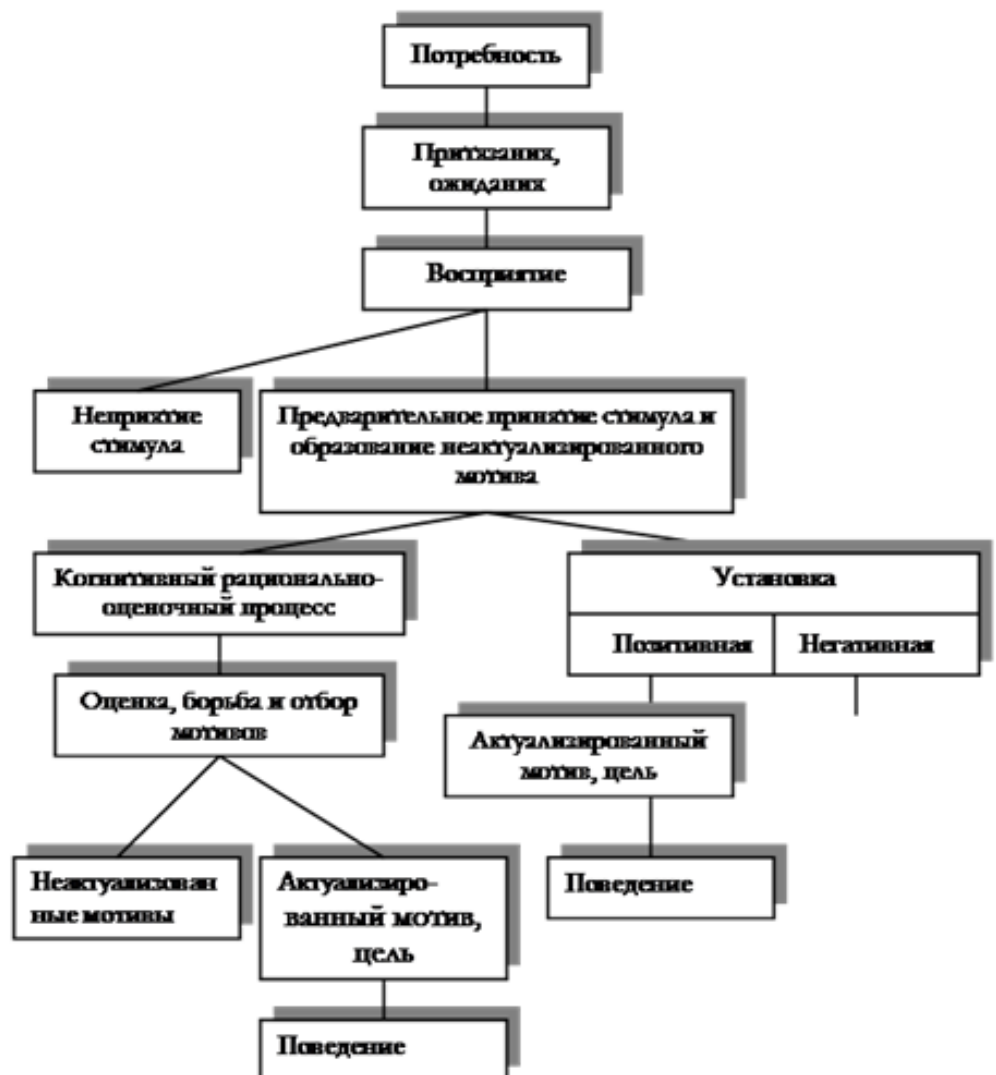 Потребность
Притязания,
ожиданих
Восприятие
Неприятие
стимула
Предварительное принятие стимула и
образование неактуализированного
мотива
Когнитивный рационально-
оценочный процесс
Установка
Позитивная
Негативная
Оценка, борьба и отбор
мотивов
Актуализированный
мотив, цель
Неактуализован
ные мотивы
Актуализиро-
ванный мотив,
цель
Поведение
Поведение